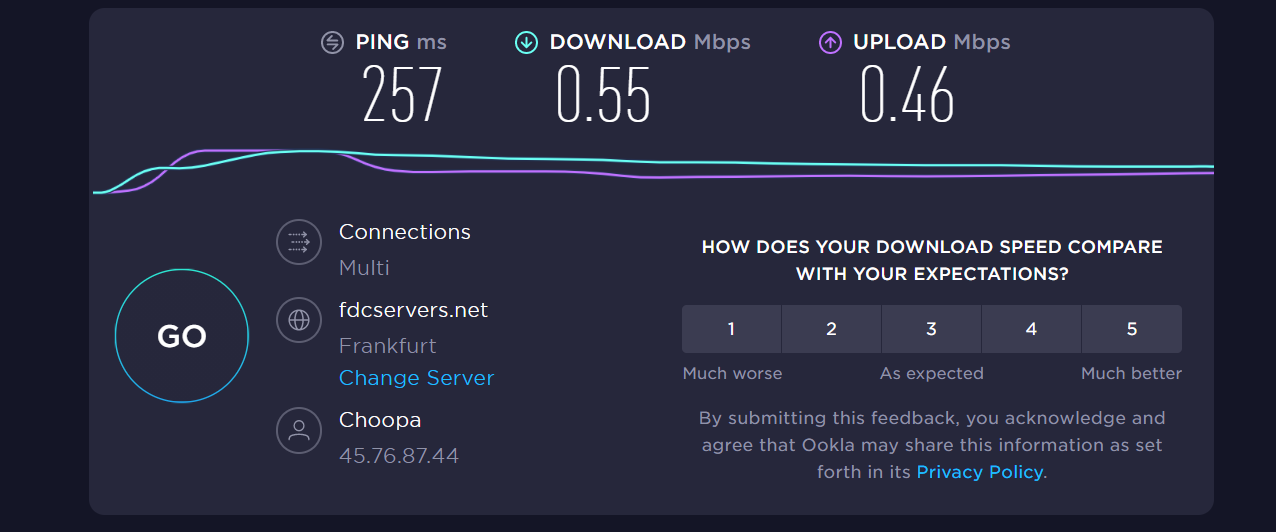 PING ms
257
DOWNLOAD Mbps
0.55
UPLOAD Mbps
0.46
GO
Connections
Multi
fdcservers.net
Frankfurt
Change Server
Choopa
45.76.87.44
HOW DOES YOUR DOWNLOAD SPEED COMPARE
WITH YOUR EXPECTATIONS?
1 2 3 4 5
Much worse As expected Much better
By submitting this feedback, you acknowledge and
agree that Ookla may share this information as set
forth in its Privacy Policy.